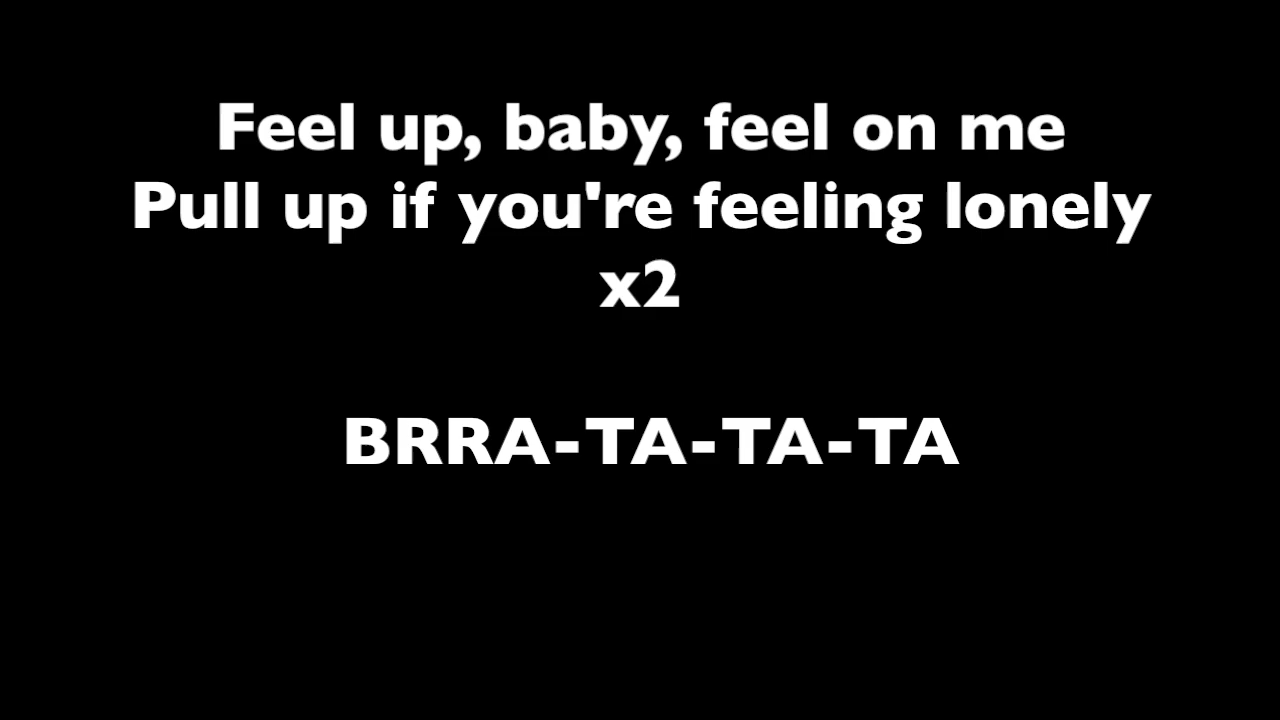 Feel up, baby, feel on me
Pull up if you're feeling lonely
x2
BRRA-TA-TA-TA